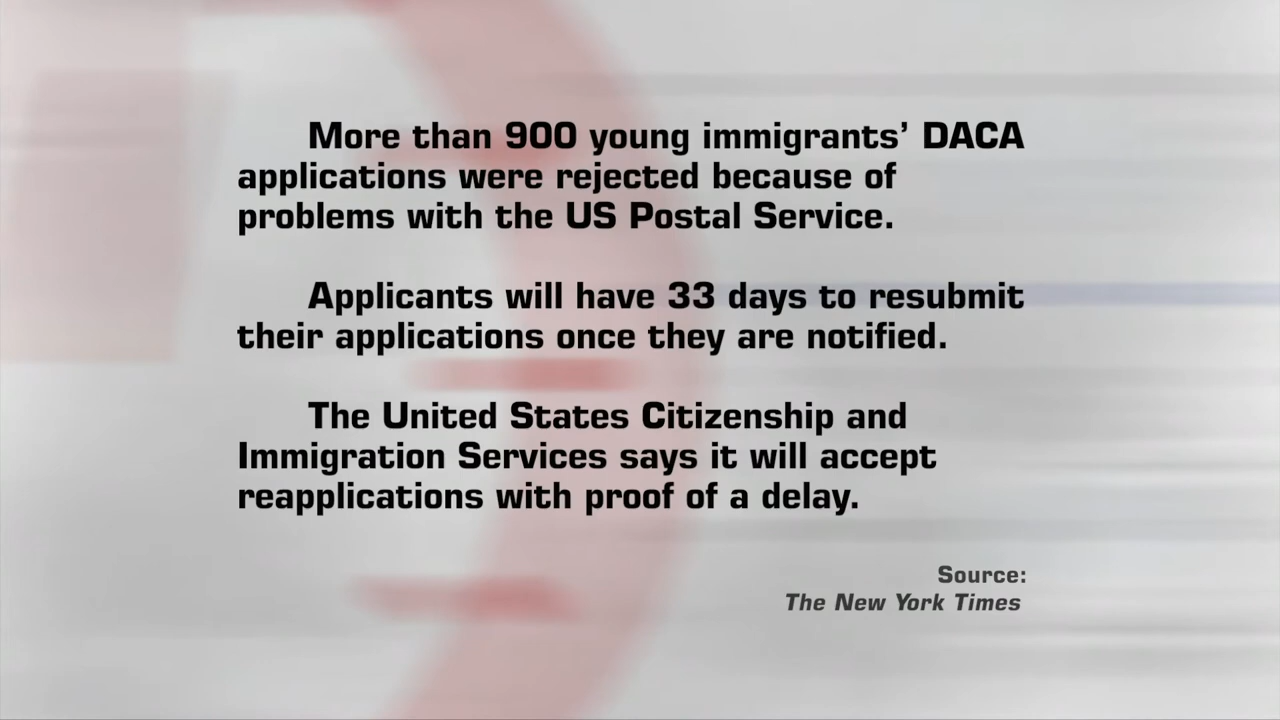 More than 900 young immigrants’ DACA
applications were rejected because of
problems with the US Postal Service.
Applicants will have 33 days to resubmit
their applications once they are notified.
The United States Citizenship and
Immigration Services says it will accept
reapplications with proof of a delay.
Source:
The New York Times